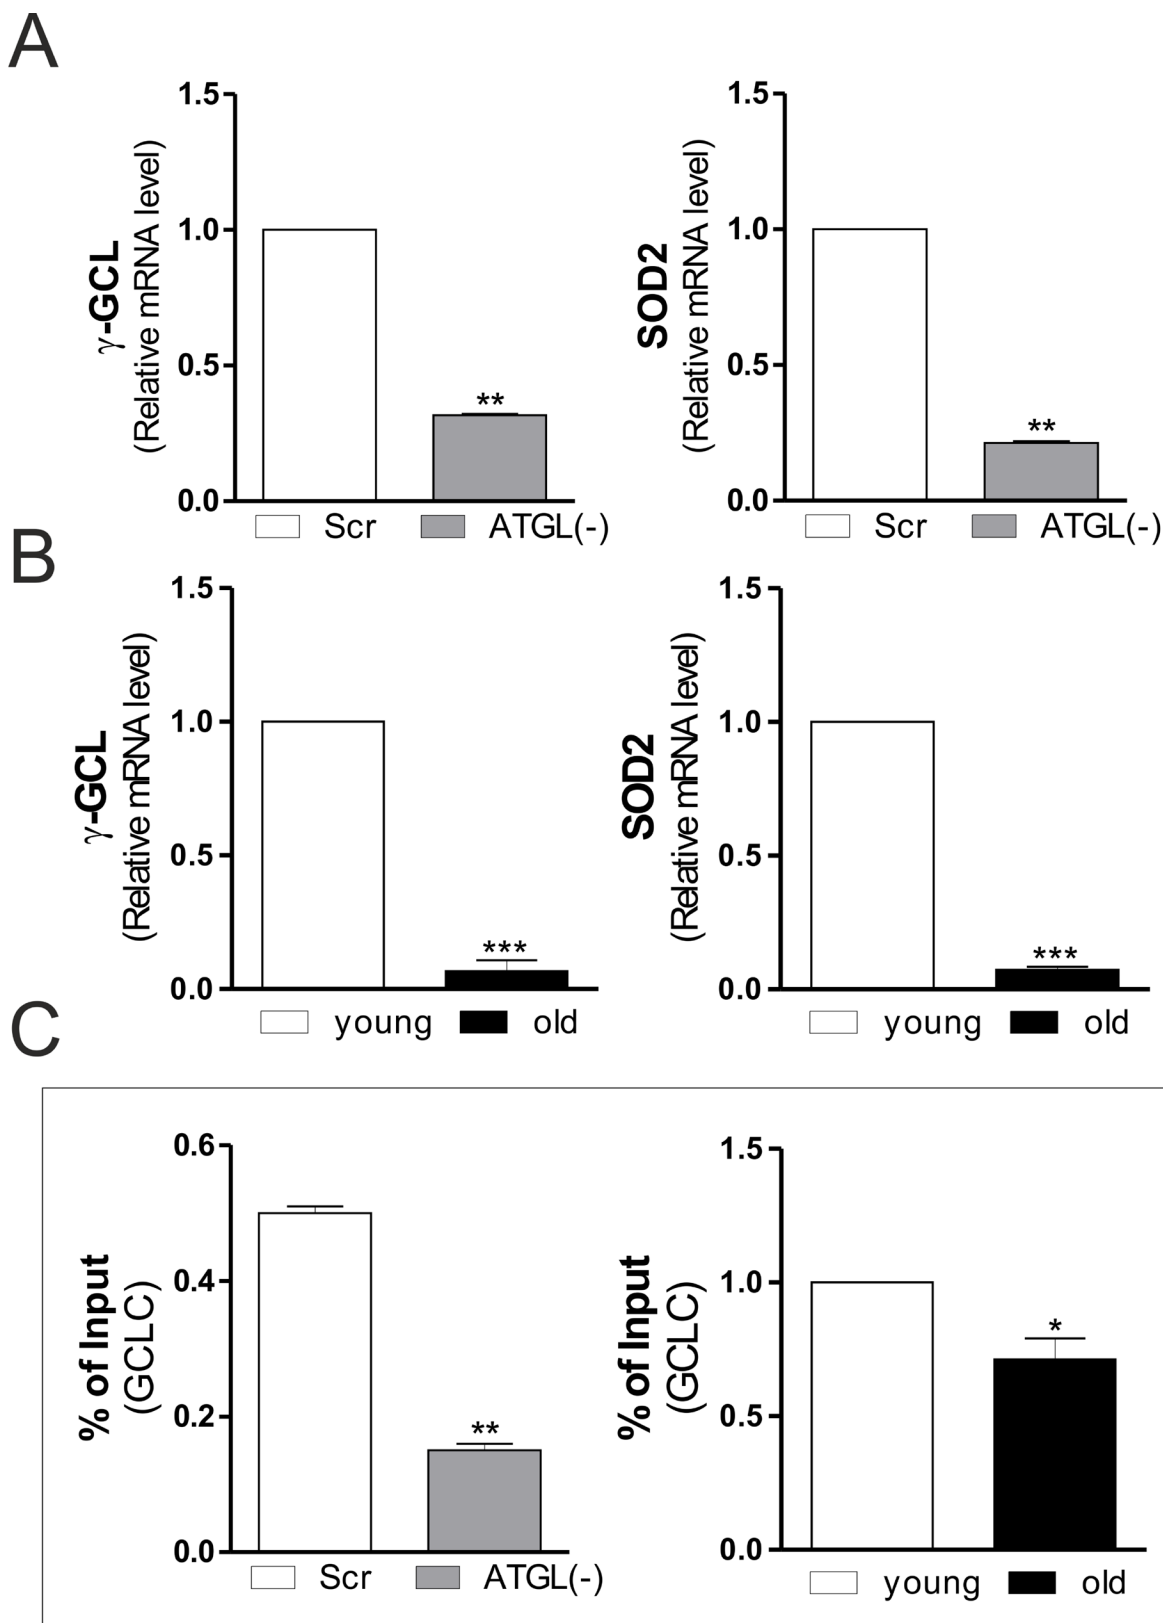 A
γ-GCL
(Relative mRNA level)
1.5
1.0
0.5
0.0
**
Scr
ATGL(-)
SOD2
(Relative mRNA level)
1.5
1.0
0.5
0.0
**
Scr
ATGL(-)
B
γ-GCL
(Relative mRNA level)
1.5
1.0
0.5
0.0
***
young
old
SOD2
(Relative mRNA level)
1.5
1.0
0.5
0.0
***
young
old
C
% of Input
(GCLC)
0.6
0.4
0.2
0.0
**
Scr
ATGL(-)
% of Input
(GCLC)
1.5
1.0
0.5
0.0
*
young
old